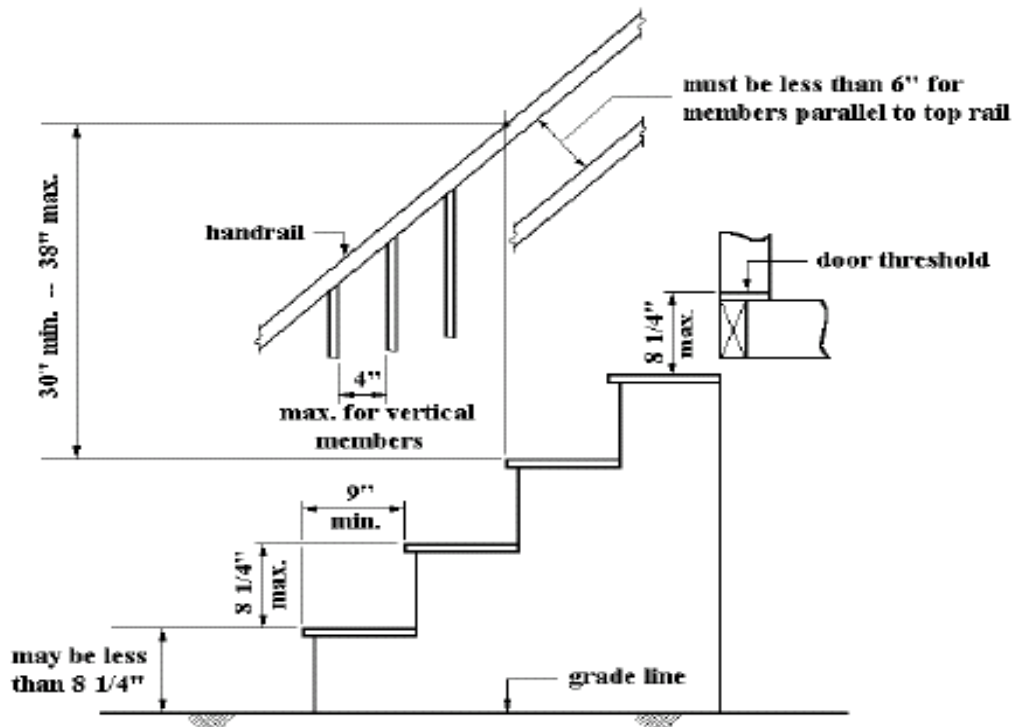 must be less than 6" for
members parallel to top rail
30" min. -- 38" max.
handrail
door threshold
8 1/4"
max.
4"
max. for vertical
members
9"
min.
8 1/4"
max.
may be less
than 8 1/4"
grade line